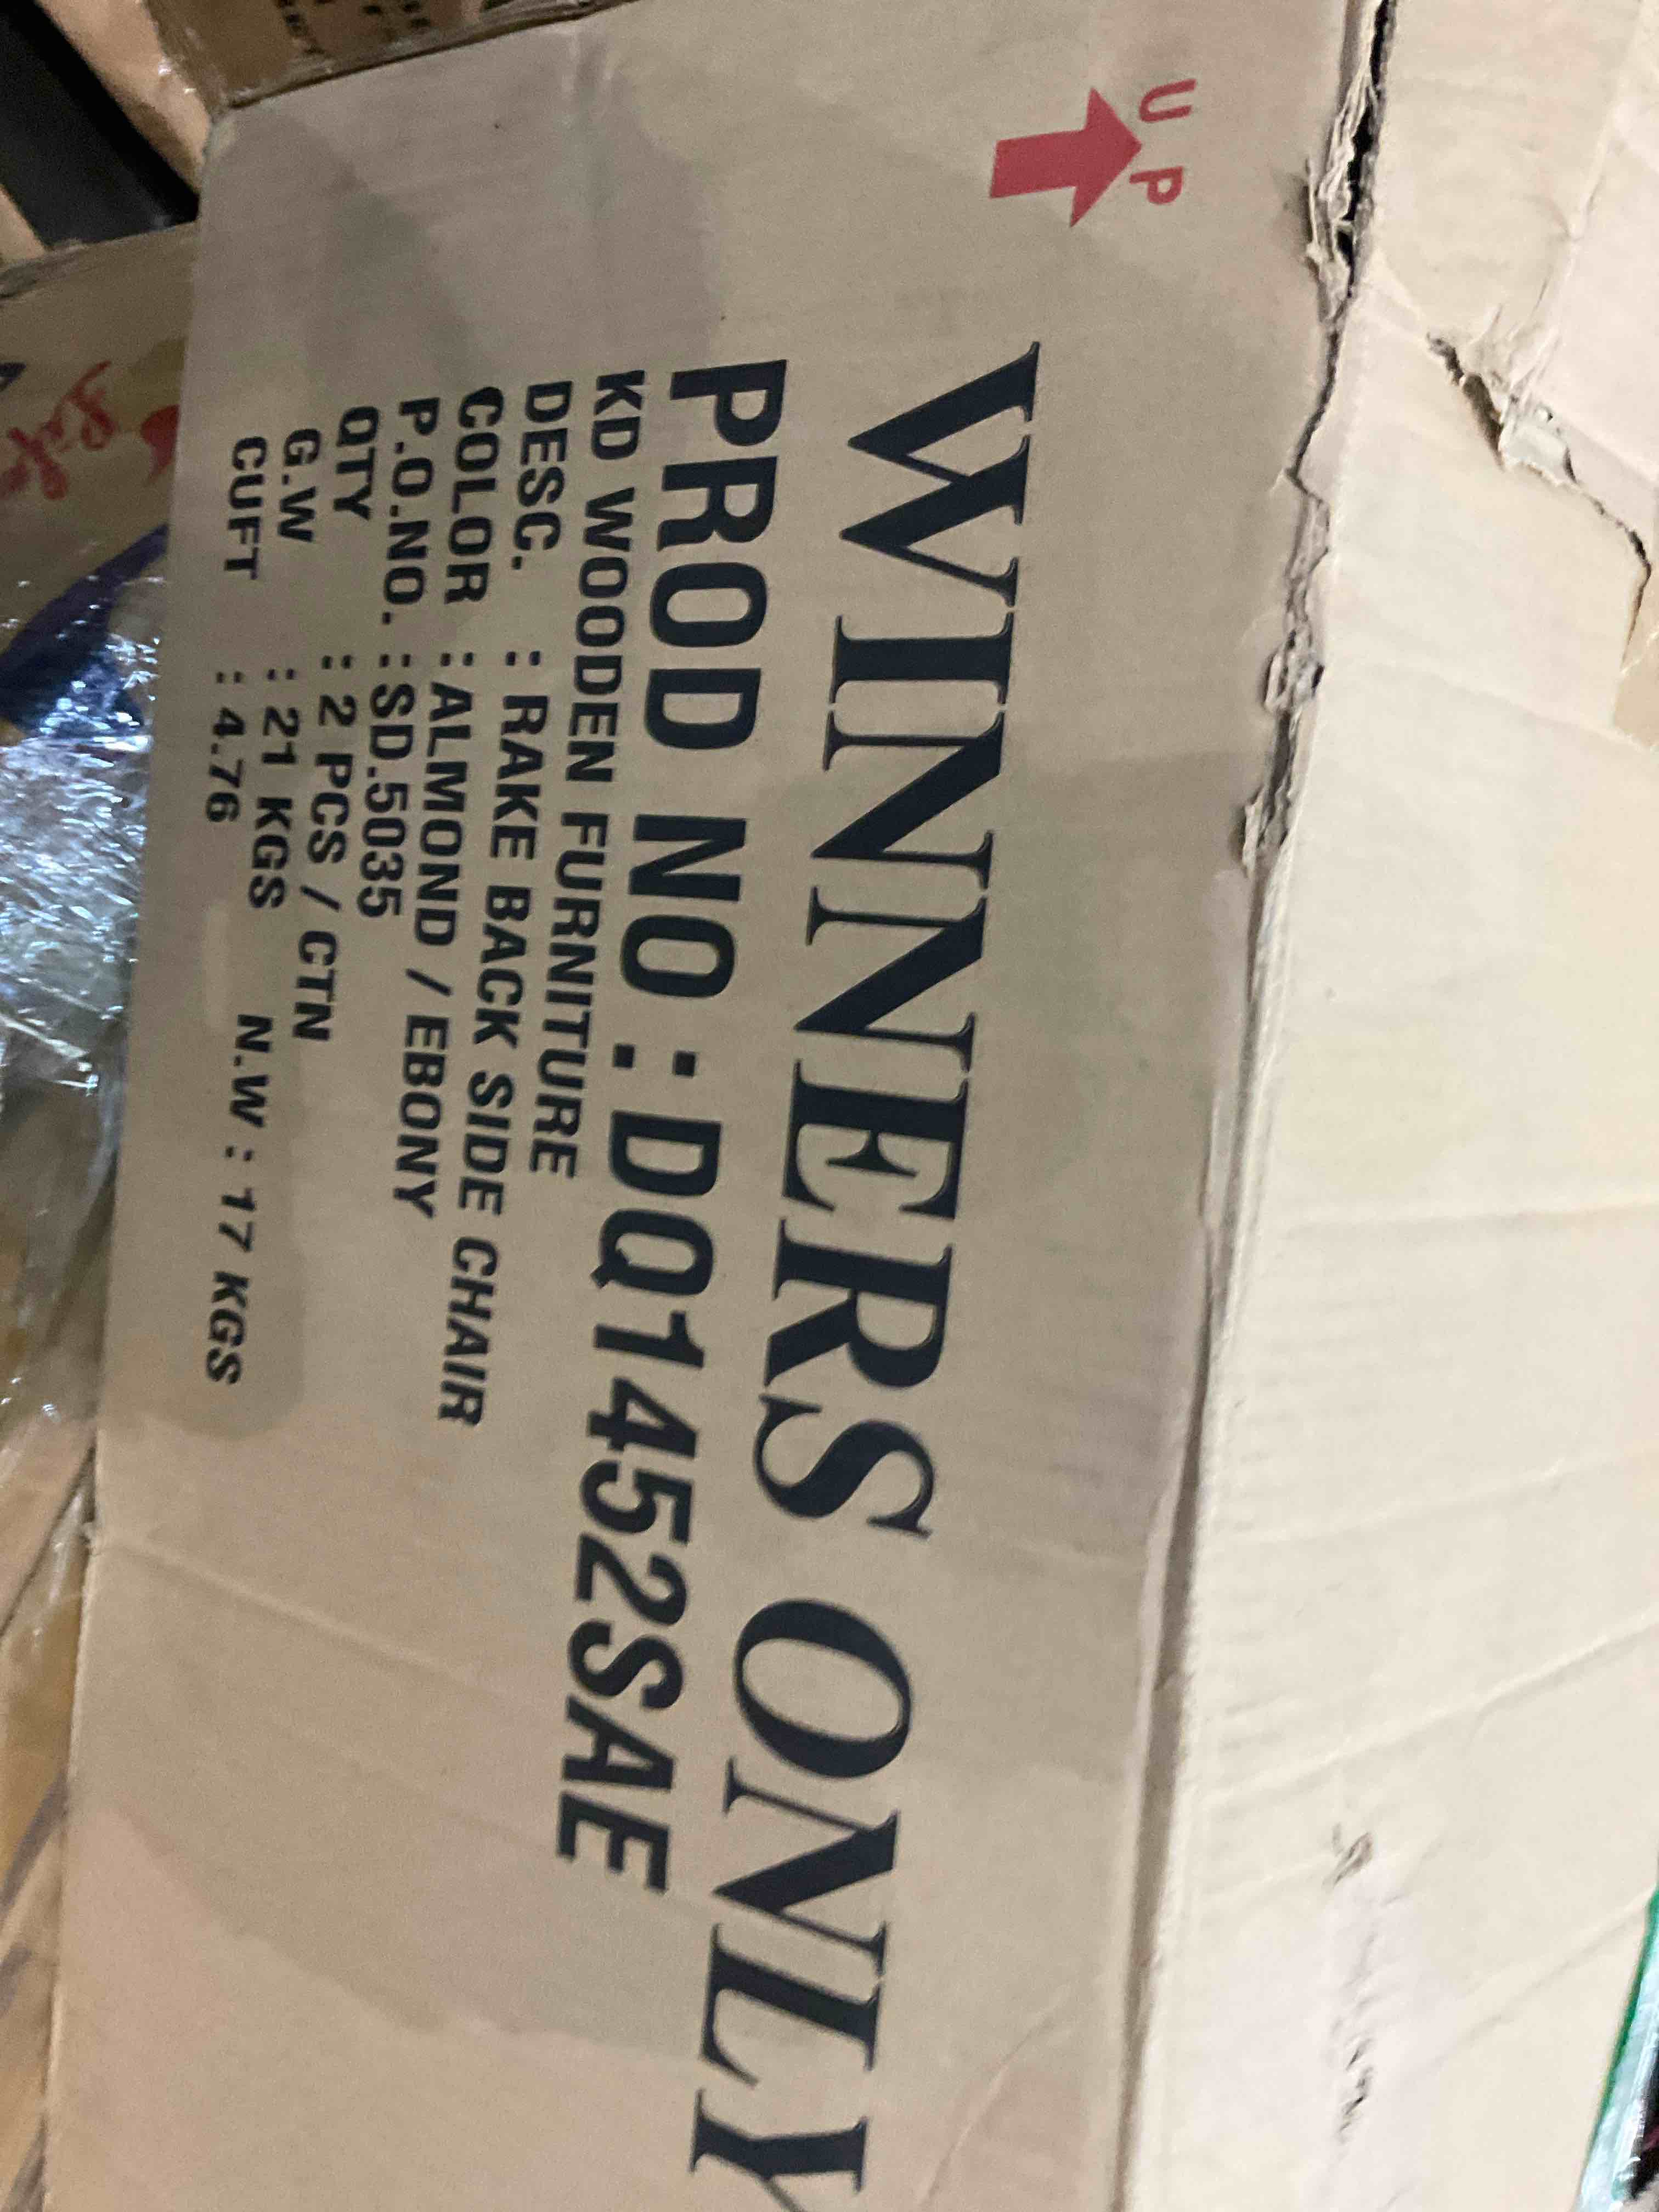 UP
WINNERS ONLY
PROD NO : DQ1452SAE
KD WOODEN FURNITURE
DESC. : RAKE BACK SIDE CHAIR
COLOR : ALMOND / EBONY
P.O.NO. : SD.5035
QTY : 2 PCS / CTN
G.W : 21 KGS N.W : 17 KGS
CUFT : 4.76